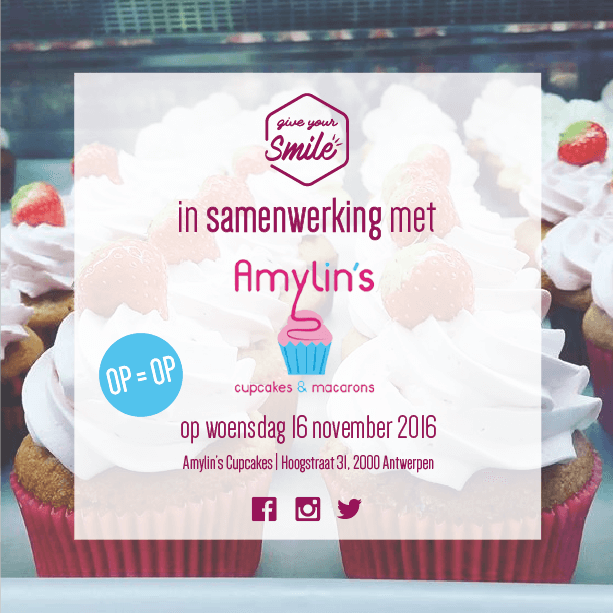 give your
Smile
in samenwerking met
Amylin's
cupcakes & macarons
OP = OP
op woensdag 16 november 2016
Amylin's Cupcakes | Hoogstraat 31, 2000 Antwerpen